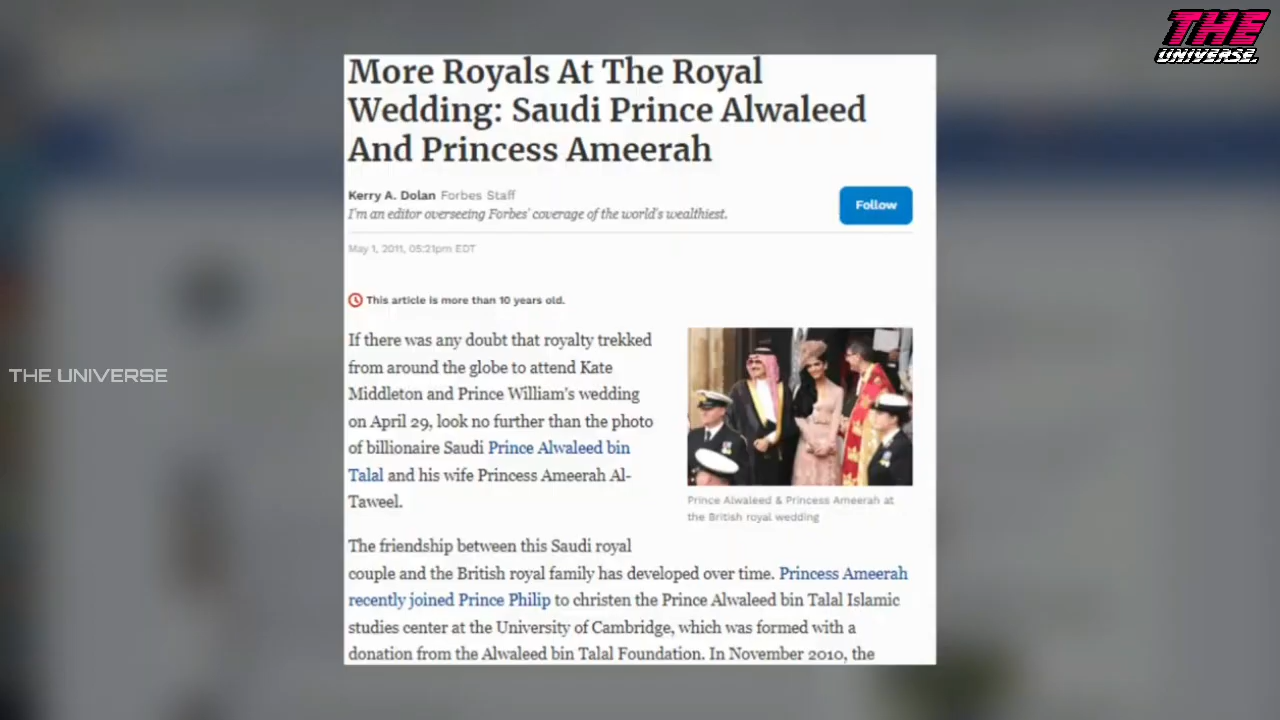 THE
UNIVERSE.
More Royals At The Royal
Wedding: Saudi Prince Alwaleed
And Princess Ameerah
Kerry A. Dolan Forbes Staff
I'm an editor overseeing Forbes' coverage of the world's wealthiest.
Follow
May 1, 2011, 05:21pm EDT
This article is more than 10 years old.
If there was any doubt that royalty trekked
from around the globe to attend Kate
Middleton and Prince William's wedding
on April 29, look no further than the photo
of billionaire Saudi Prince Alwaleed bin
Talal and his wife Princess Ameerah Al-
Taweel.
Prince Alwaleed & Princess Ameerah at
the British royal wedding
The friendship between this Saudi royal
couple and the British royal family has developed over time. Princess Ameerah
recently joined Prince Philip to christen the Prince Alwaleed bin Talal Islamic
studies center at the University of Cambridge, which was formed with a
donation from the Alwaleed bin Talal Foundation. In November 2010, the
THE UNIVERSE